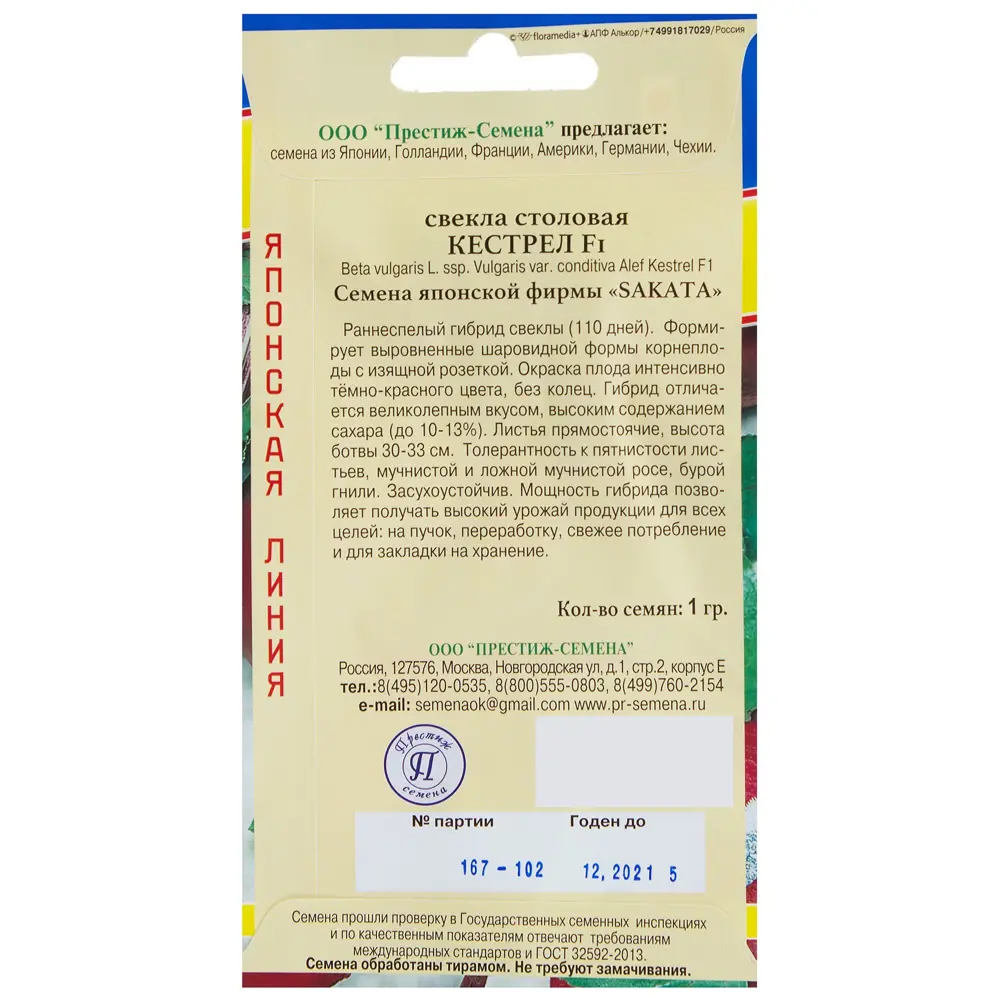 © floramedia+ АПФ Алькор/+74991817029/Россия
ООО “Престиж-Семена” предлагает:
семена из Японии, Голландии, Франции, Америки, Германии, Чехии.
ЯПОНСКАЯ ЛИНИЯ
свекла столовая
КЕСТРЕЛ F1
Beta vulgaris L. ssp. Vulgaris var. conditiva Alef Kestrel F1
Семена японской фирмы «SAKATA»
Раннеспелый гибрид свеклы (110 дней). Форми-
рует выровненные шаровидной формы корнепло-
ды с изящной розеткой. Окраска плода интенсивно
тёмно-красного цвета, без колец. Гибрид отлича-
ется великолепным вкусом, высоким содержанием
сахара (до 10-13%). Листья прямостоячие, высота
ботвы 30-33 см. Толерантность к пятнистости лис-
тьев, мучнистой и ложной мучнистой росе, бурой
гнили. Засухоустойчив. Мощность гибрида позво-
ляет получать высокий урожай продукции для всех
целей: на пучок, переработку, свежее потребление
и для закладки на хранение.
Кол-во семян: 1 гр.
ООО “ПРЕСТИЖ-СЕМЕНА”
Россия, 127576, Москва, Новгородская ул, д.1, стр.2, корпус Е
тел.:8(495)120-0535, 8(800)555-0803, 8(499)760-2154
e-mail: semenaok@gmail.com www.pr-semena.ru
Престиж
П
семена
№ партии Годен до
167-102 12, 2021 5
Семена прошли проверку в Государственных семенных инспекциях
и по качественным показателям отвечают требованиям
международных стандартов и ГОСТ 32592-2013.
Семена обработаны тирамом. Не требуют замачивания.